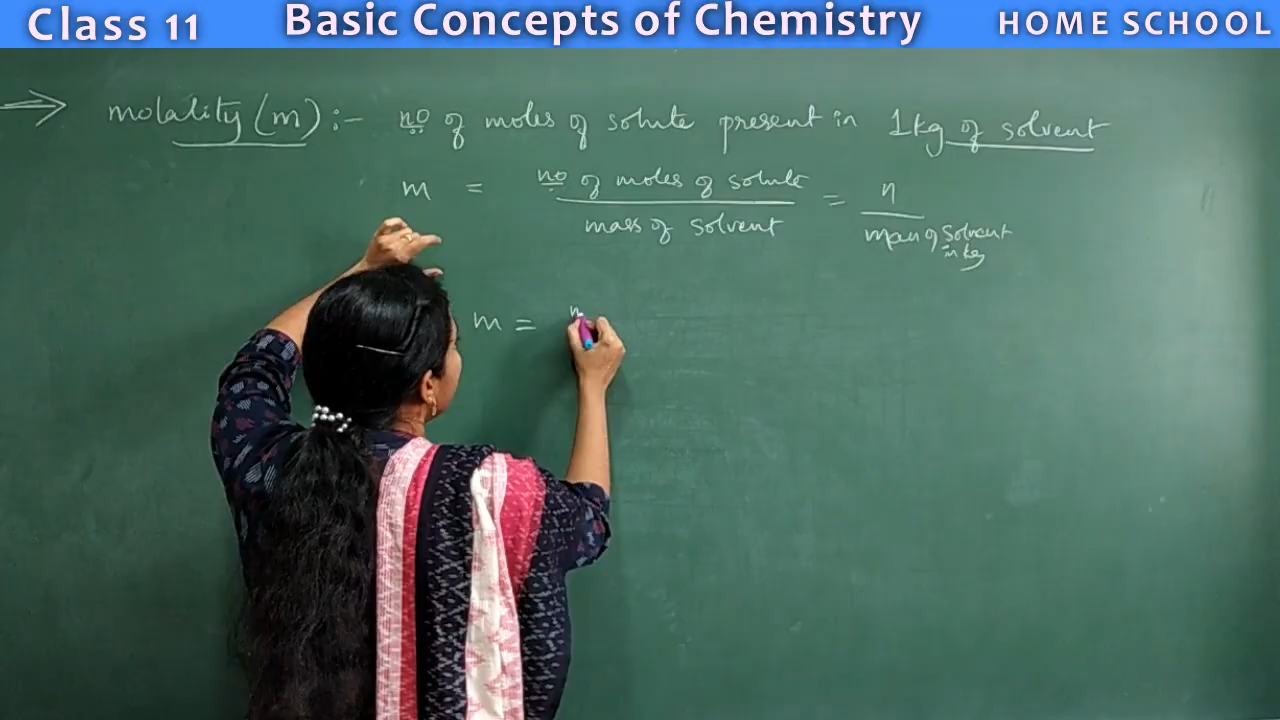 Class 11 Basic Concepts of Chemistry HOME SCHOOL
molality (m) :- no of moles of solute present in 1kg of solvent
m = no of moles of solute / mass of solvent = n / mass of solvent in kg
m =